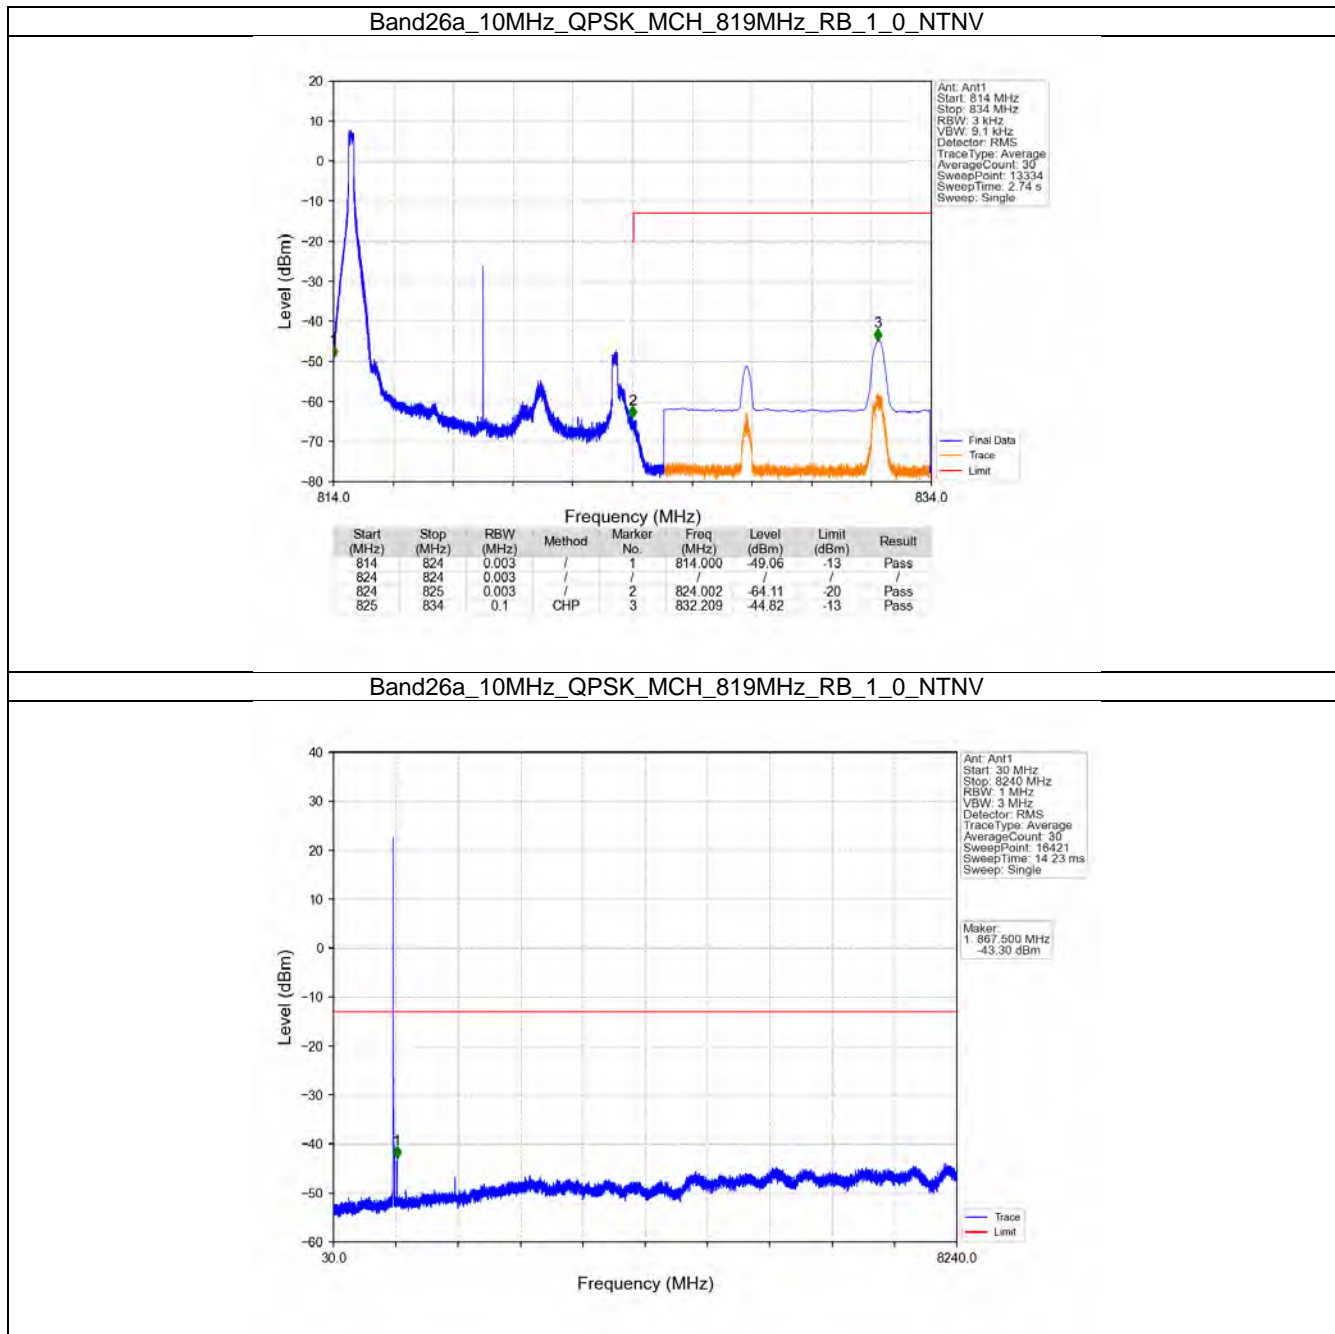 Band26a_10MHz_QPSK_MCH_819MHz_RB_1_0_NTNV
20
10
0
−10
−20
−30
−40
−50
−60
−70
−80
Level (dBm)
1
2
3
814.0
834.0
Frequency (MHz)
Ant: Ant1
Start: 814 MHz
Stop: 834 MHz
RBW: 3 kHz
VBW: 9.1 kHz
Detector: RMS
TraceType: Average
AverageCount: 30
SweepPoint: 13334
SweepTime: 2.74 s
Sweep: Single
Final Data
Trace
Limit
Start (MHz) Stop (MHz) RBW (MHz) Method Marker No. Freq (MHz) Level (dBm) Limit (dBm) Result
814 824 0.003 / 1 814.000 -49.06 -13 Pass
824 824 0.003 / / / / / /
824 825 0.003 / 2 824.002 -64.11 -20 Pass
825 834 0.1 CHP 3 832.209 -44.82 -13 Pass
Band26a_10MHz_QPSK_MCH_819MHz_RB_1_0_NTNV
40
30
20
10
0
−10
−20
−30
−40
−50
−60
Level (dBm)
1
30.0
8240.0
Frequency (MHz)
Ant: Ant1
Start: 30 MHz
Stop: 8240 MHz
RBW: 1 MHz
VBW: 3 MHz
Detector: RMS
TraceType: Average
AverageCount: 30
SweepPoint: 16421
SweepTime: 14.23 ms
Sweep: Single
Maker:
1. 867.500 MHz
-43.30 dBm
Trace
Limit